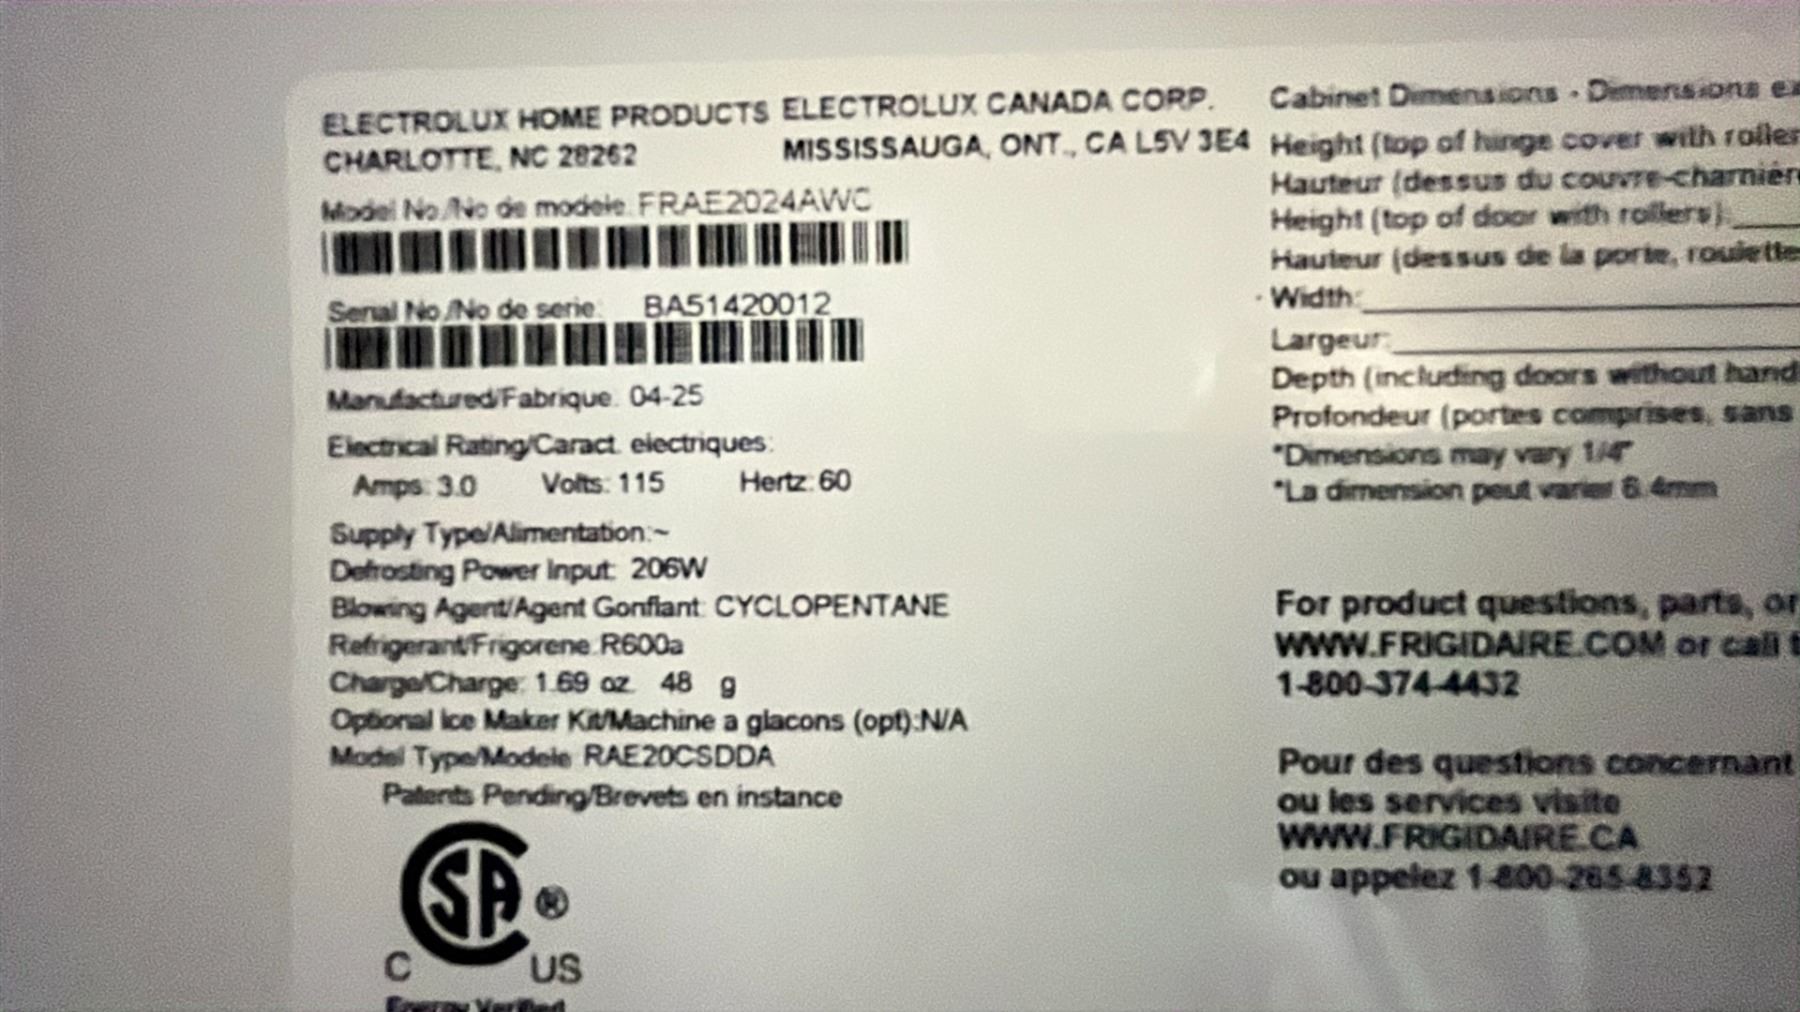 ELECTROLUX HOME PRODUCTS
CHARLOTTE, NC 28262
ELECTROLUX CANADA CORP.
MISSISSAUGA, ONT., CA L5V 3E4
Model No./No de modele: FRAE2024AWC
Serial No./No de serie: BA51420012
Manufactured/Fabrique: 04-25
Electrical Rating/Caract. electriques:
Amps: 3.0 Volts: 115 Hertz: 60
Supply Type/Alimentation:~
Defrosting Power Input: 206W
Blowing Agent/Agent Gonflant: CYCLOPENTANE
Refrigerant/Frigorene: R600a
Charge/Charge: 1.69 oz 48 g
Optional Ice Maker Kit/Machine a glacons (opt):N/A
Model Type/Modele: RAE20CSDDA
Patents Pending/Brevets en instance
CSA ®
C US
Energy Verified
Cabinet Dimensions - Dimensions
Height (top of hinge cover with
Hauteur (dessus du
Height (top of door with rollers):
Hauteur (dessus de la porte,
Width:
Largeur:
Depth (including doors without
Profondeur (portes comprises, sans
*Dimensions may vary 1/4"
*La dimension peut varier 6.4mm
For product questions, parts, or
WWW.FRIGIDAIRE.COM or call
1-800-374-4432
Pour des questions concernant
ou les services visite
WWW.FRIGIDAIRE.CA
ou appelez 1-800-265-8352